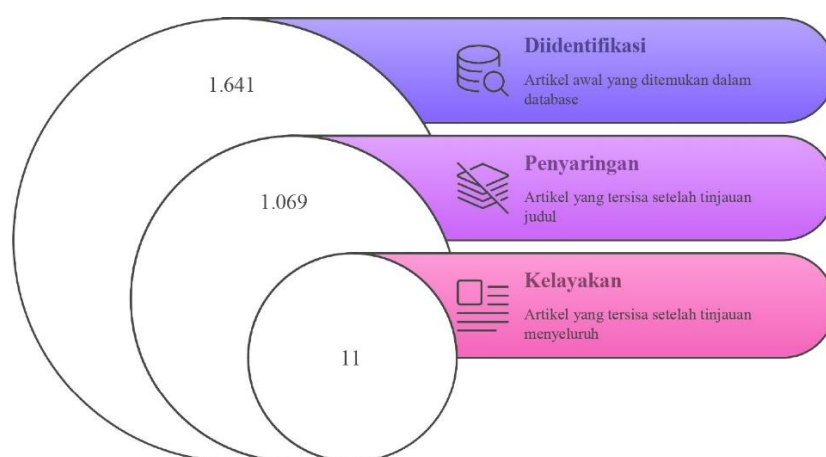 1.641
Diidentifikasi
Artikel awal yang ditemukan dalam
database
1.069
Penyaringan
Artikel yang tersisa setelah tinjauan
judul
11
Kelayakan
Artikel yang tersisa setelah tinjauan
menyeluruh